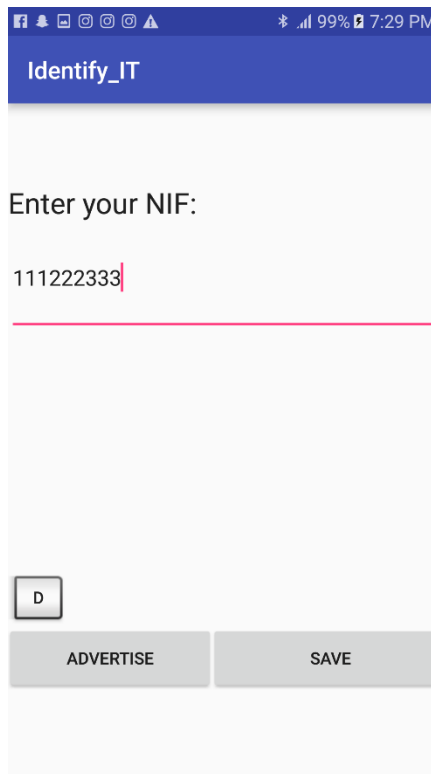 99% 7:29 PM
Identify_IT
Enter your NIF:
111222333
D
ADVERTISE SAVE